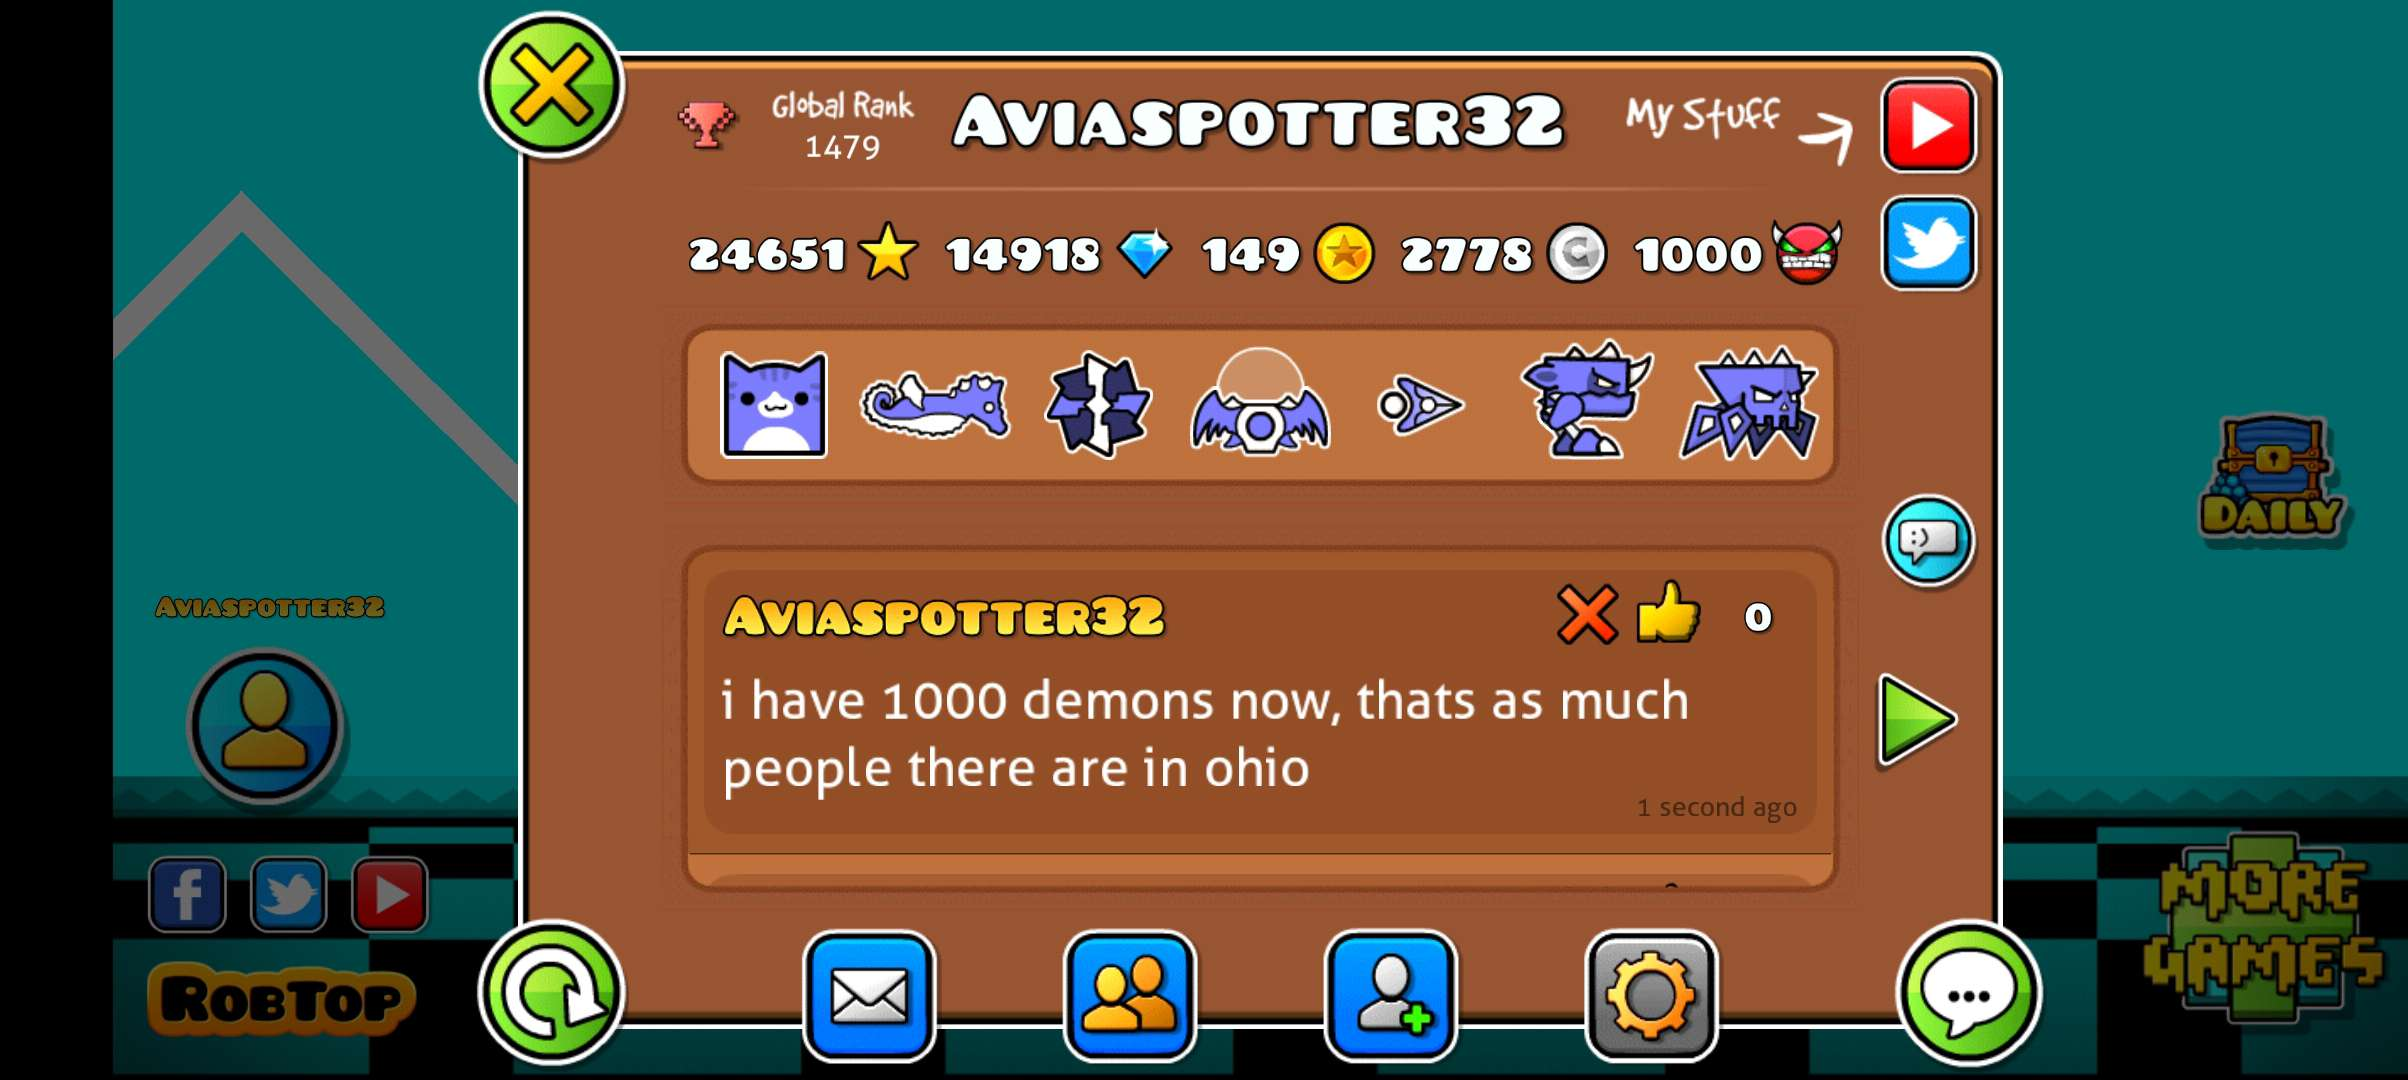 Global Rank
1479
Aviaspotter32
My Stuff
24651 14918 149 2778 1000
Aviaspotter32
0
i have 1000 demons now, thats as much
people there are in ohio
1 second ago
Aviaspotter32
RobTop
Daily
More
Games